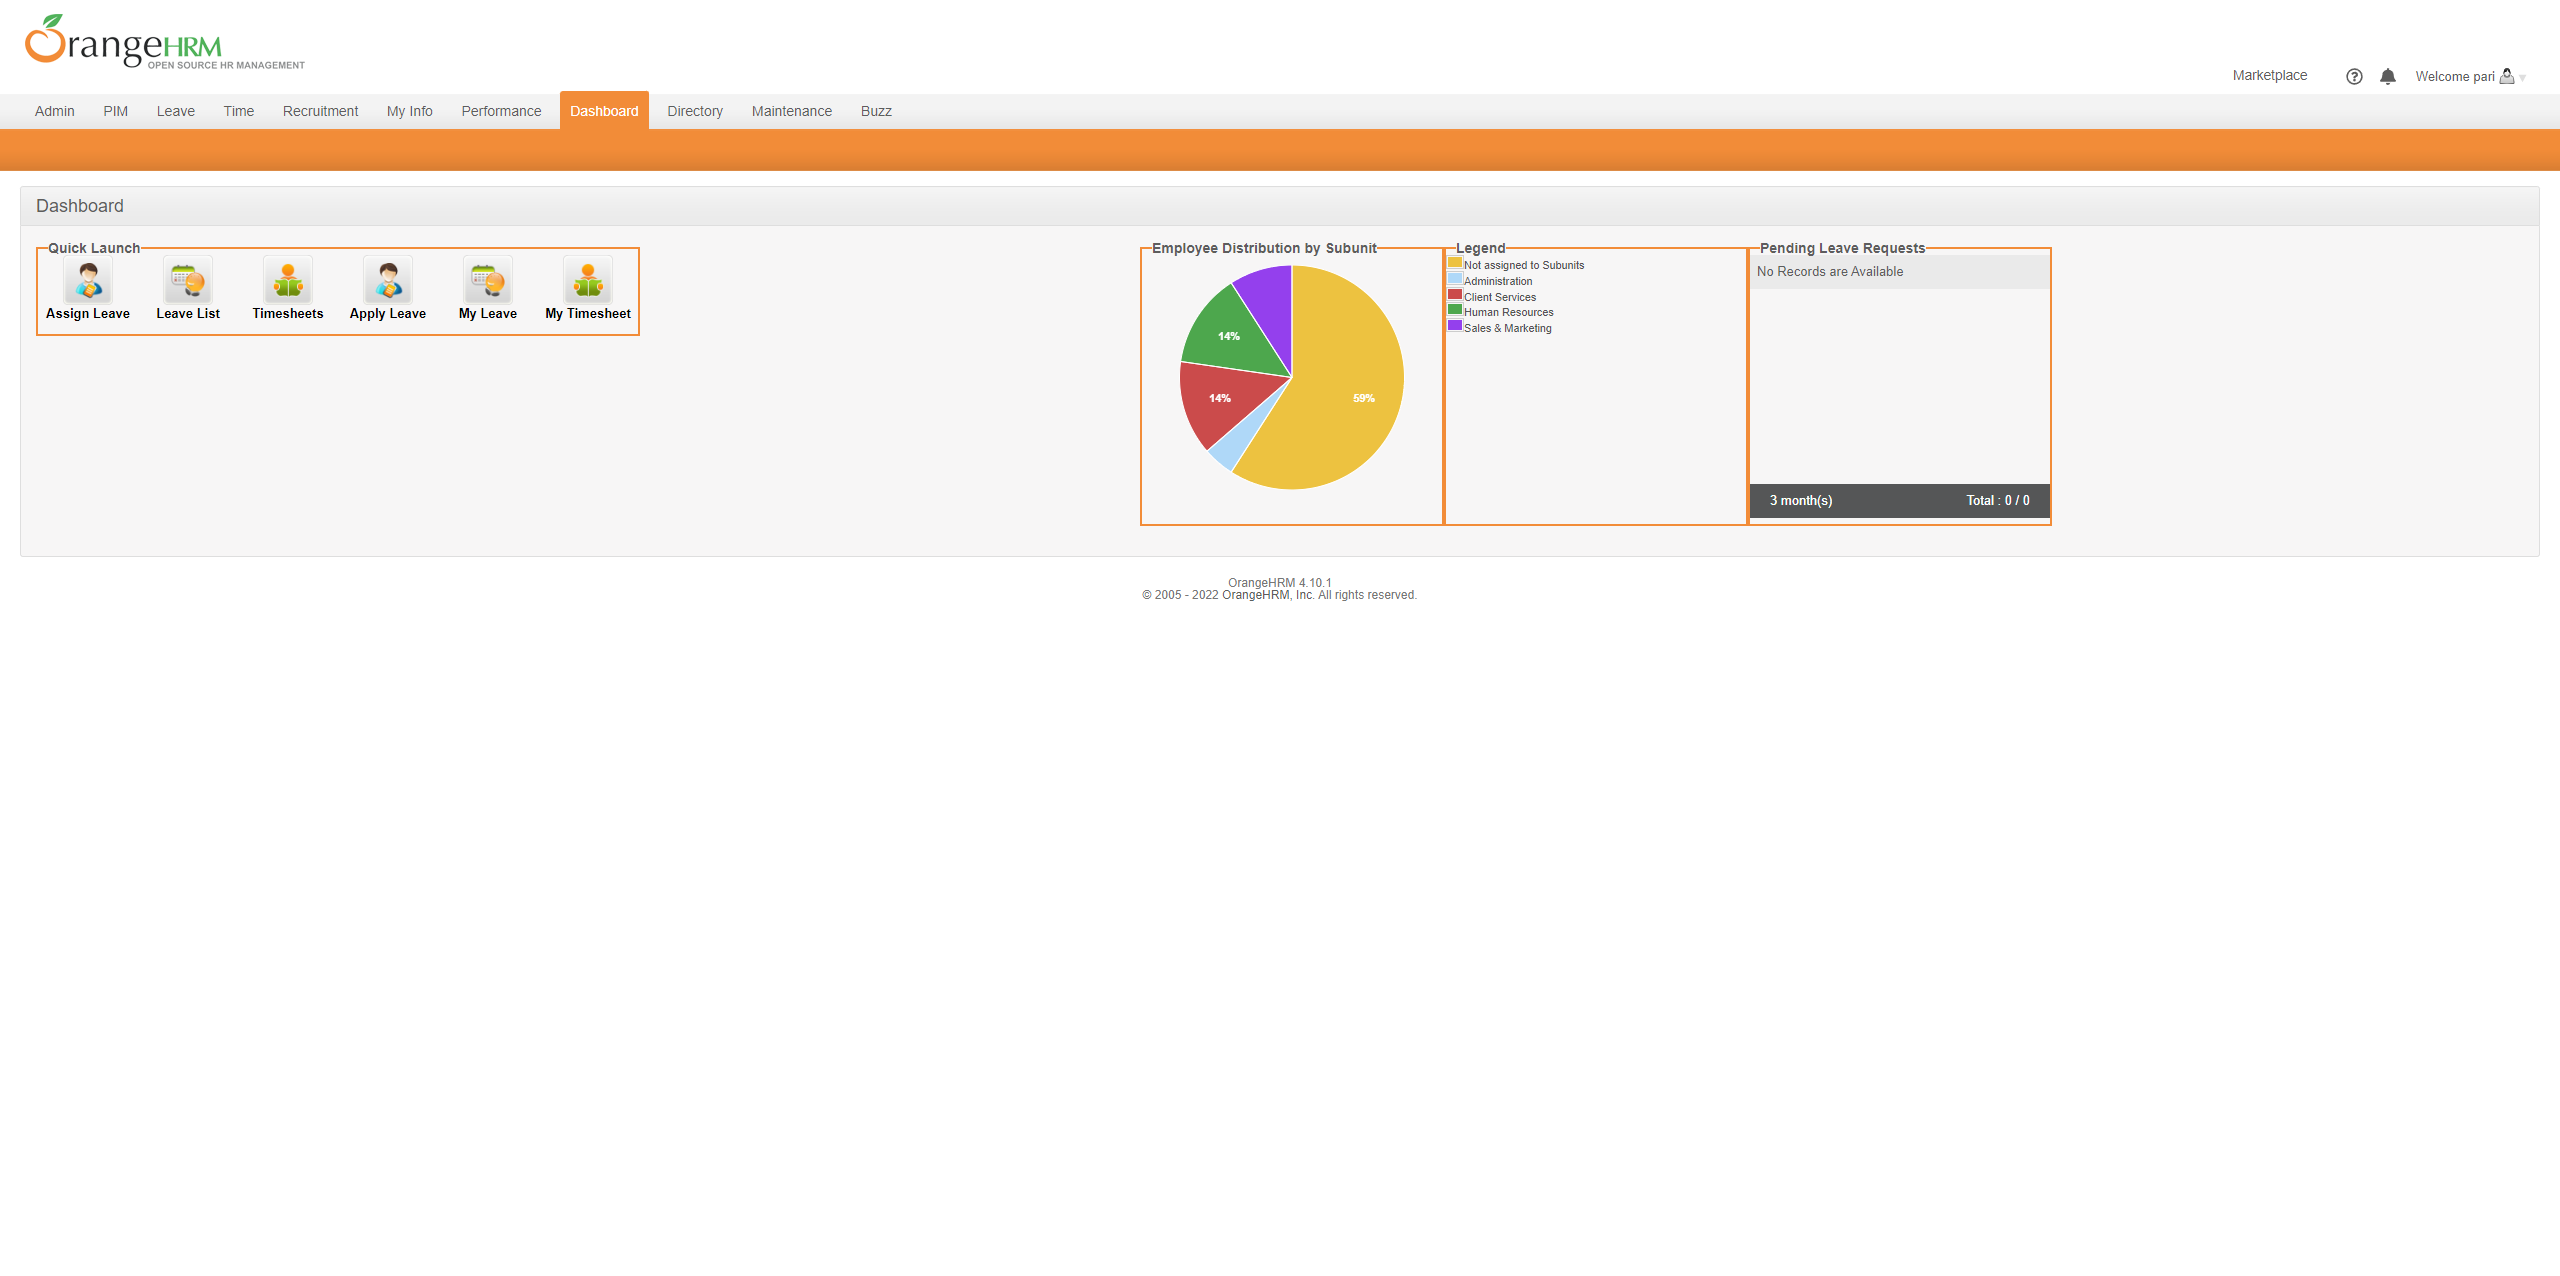 OrangeHRM
OPEN SOURCE HR MANAGEMENT
Marketplace
Welcome pari
Admin PIM Leave Time Recruitment My Info Performance Dashboard Directory Maintenance Buzz
Dashboard
Quick Launch
Assign Leave Leave List Timesheets Apply Leave My Leave My Timesheet
Employee Distribution by Subunit
14%
14%
59%
Legend
Not assigned to Subunits
Administration
Client Services
Human Resources
Sales & Marketing
Pending Leave Requests
No Records are Available
3 month(s) Total : 0 / 0
OrangeHRM 4.10.1
© 2005 - 2022 OrangeHRM, Inc. All rights reserved.